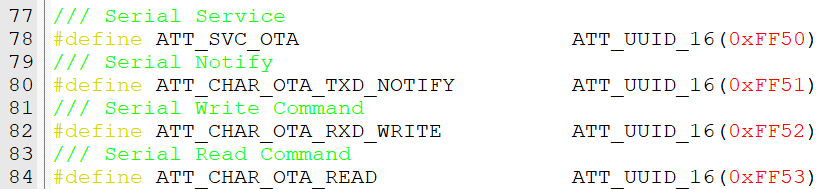 77 /// Serial Service
78 #define ATT_SVC_OTA ATT_UUID_16(0xFF50)
79 /// Serial Notify
80 #define ATT_CHAR_OTA_TXD_NOTIFY ATT_UUID_16(0xFF51)
81 /// Serial Write Command
82 #define ATT_CHAR_OTA_RXD_WRITE ATT_UUID_16(0xFF52)
83 /// Serial Read Command
84 #define ATT_CHAR_OTA_READ ATT_UUID_16(0xFF53)